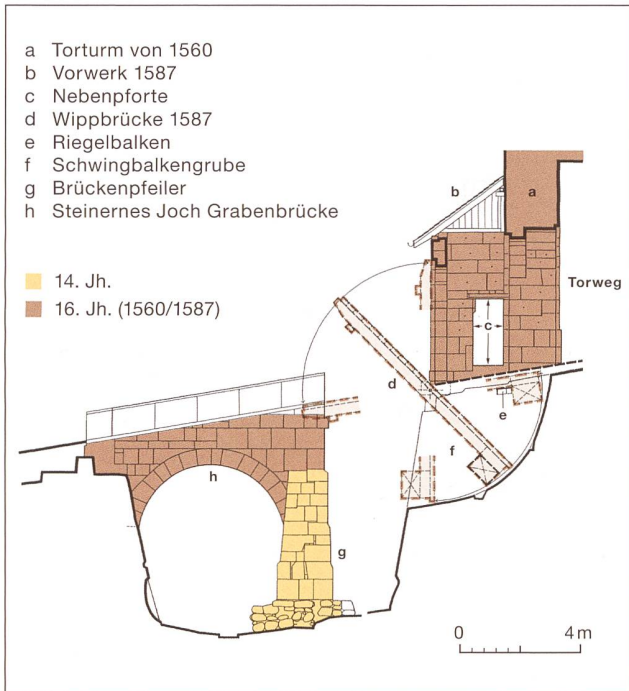 a Torturm von 1560
b Vorwerk 1587
c Nebenpforte
d Wippbrücke 1587
e Riegelbalken
f Schwingbalkengrube
g Brückenpfeiler
h Steinernes Joch Grabenbrücke
14. Jh.
16. Jh. (1560/1587)
b
a
Torweg
c
d
e
f
h
g
0 4 m